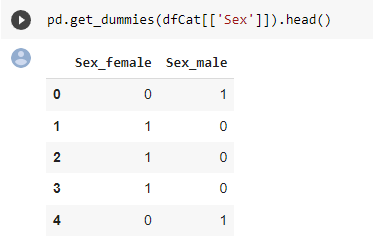 pd.get_dummies(dfCat[['Sex']]).head()
Sex_female Sex_male
0 0 1
1 1 0
2 1 0
3 1 0
4 0 1